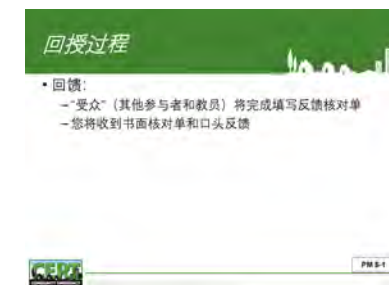 回授过程
• 回馈:
–“受众”（其他参与者和教员）将完成填写反馈核对单
–您将收到书面核对单和口头反馈
CERT
PM 8-1